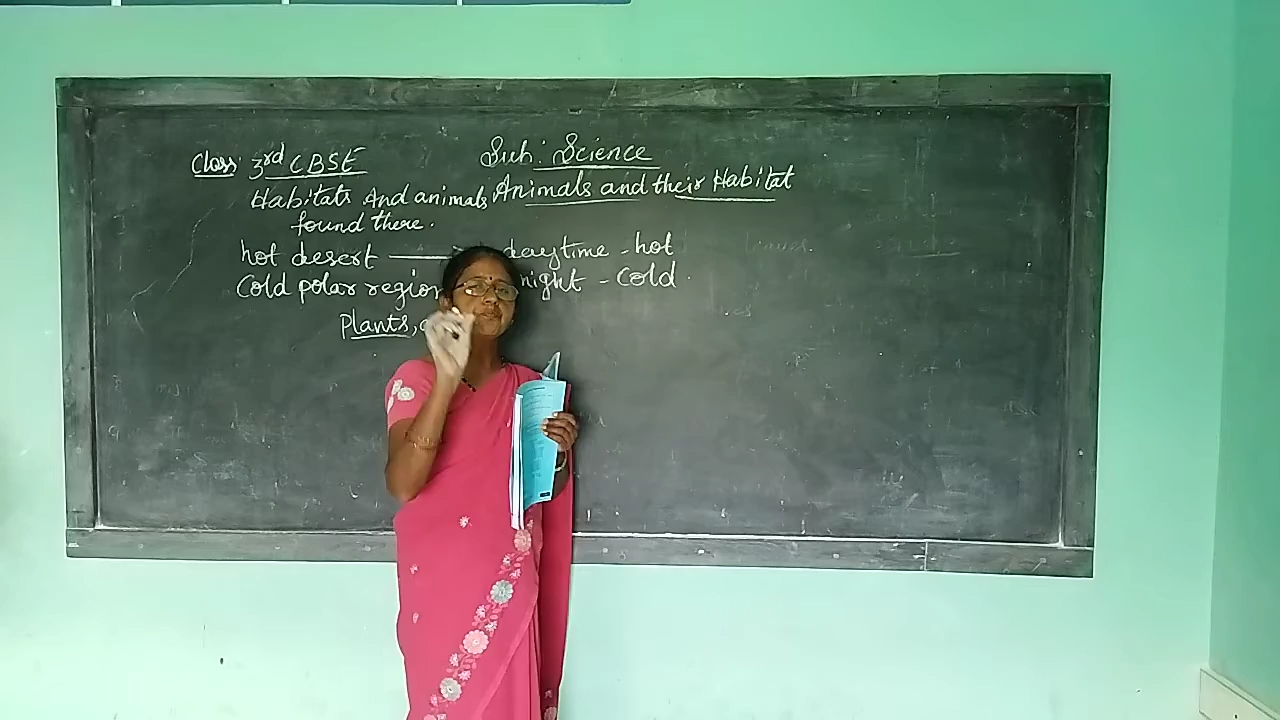 Class: 3rd CBSE Sub: Science
Habitats And animals Animals and their Habitat
found there.
hot desert daytime - hot
Cold polar region night - Cold.
plants,